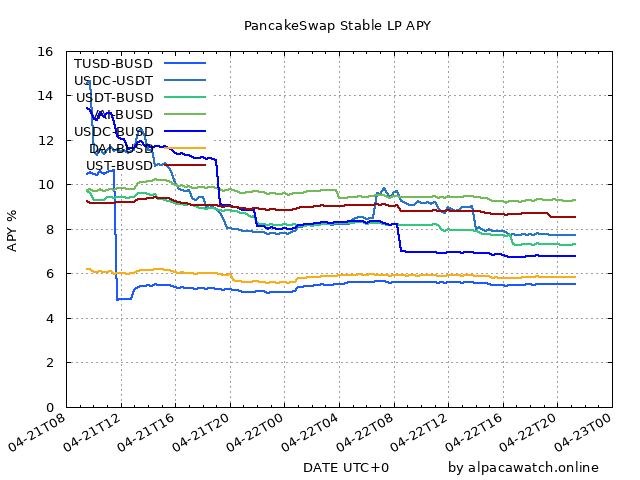 PancakeSwap Stable LP APY
16
14
12
10
8
6
4
2
0
APY %
TUSD-BUSD
USDC-USDT
USDT-BUSD
VAI-BUSD
USDC-BUSD
DAI-BUSD
UST-BUSD
04-21T08
04-21T12
04-21T16
04-21T20
04-22T00
04-22T04
04-22T08
04-22T12
04-22T16
04-22T20
04-23T00
DATE UTC+0
by alpacawatch.online